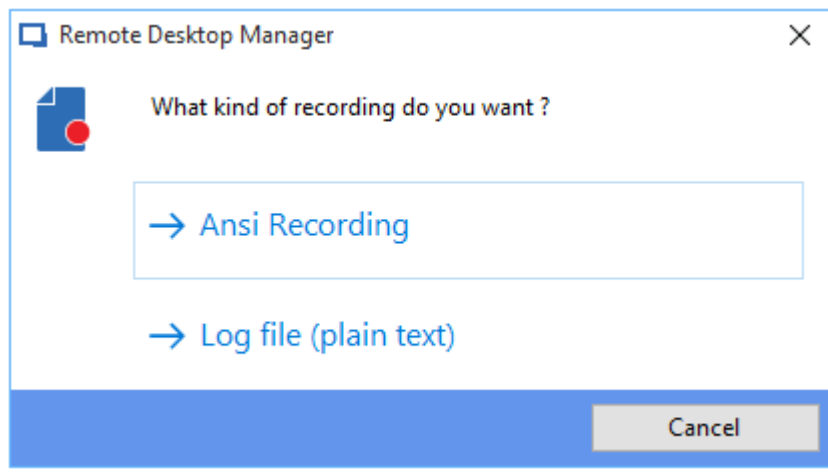 Remote Desktop Manager
What kind of recording do you want ?
Ansi Recording
Log file (plain text)
Cancel